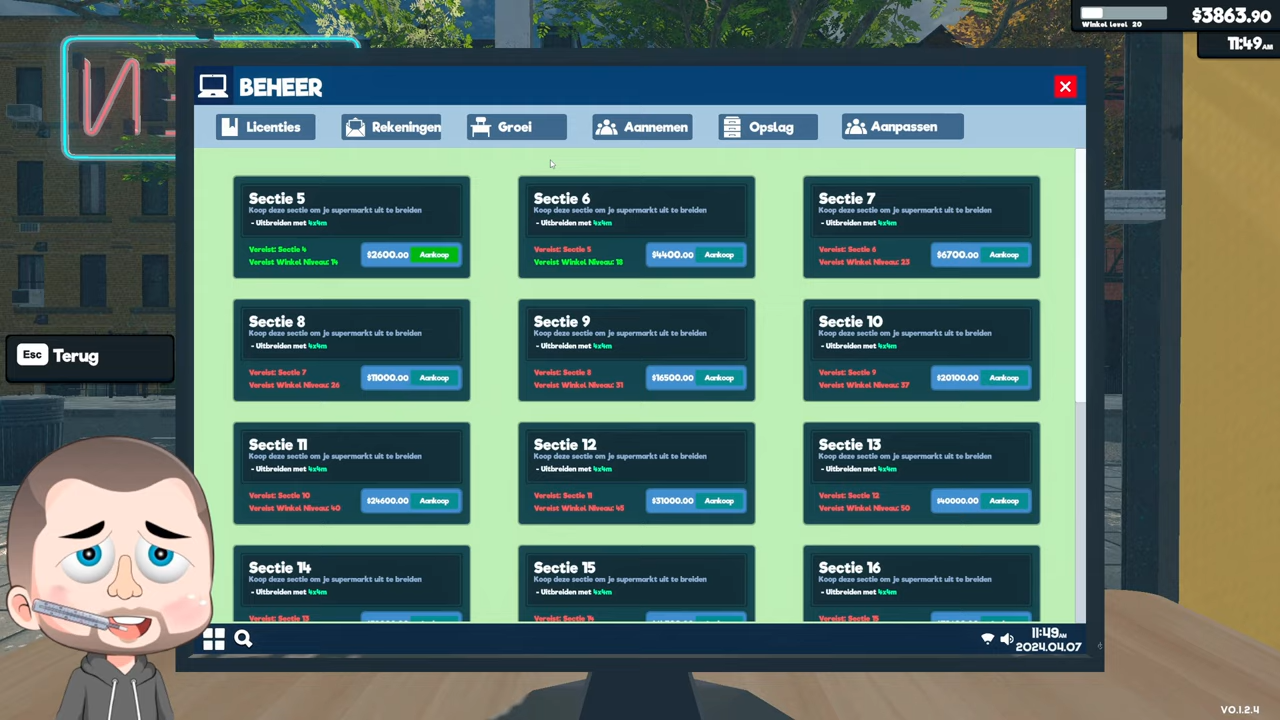 $3863.90
Winkel level 20
11:49AM
BEHEER
Licenties
Rekeningen
Groei
Aannemen
Opslag
Aanpassen
Sectie 5
Koop deze sectie om je supermarkt uit te breiden
- Uitbreiden met 4x4m
Vereist: Sectie 4
Vereist Winkel Niveau: 14
$2600.00 Aankoop
Sectie 6
Koop deze sectie om je supermarkt uit te breiden
- Uitbreiden met 4x4m
Vereist: Sectie 5
Vereist Winkel Niveau: 18
$4400.00 Aankoop
Sectie 7
Koop deze sectie om je supermarkt uit te breiden
- Uitbreiden met 4x4m
Vereist: Sectie 6
Vereist Winkel Niveau: 23
$6700.00 Aankoop
Sectie 8
Koop deze sectie om je supermarkt uit te breiden
- Uitbreiden met 4x4m
Vereist: Sectie 7
Vereist Winkel Niveau: 26
$11000.00 Aankoop
Sectie 9
Koop deze sectie om je supermarkt uit te breiden
- Uitbreiden met 4x4m
Vereist: Sectie 8
Vereist Winkel Niveau: 31
$16500.00 Aankoop
Sectie 10
Koop deze sectie om je supermarkt uit te breiden
- Uitbreiden met 4x4m
Vereist: Sectie 9
Vereist Winkel Niveau: 37
$20100.00 Aankoop
Esc Terug
Sectie 11
Koop deze sectie om je supermarkt uit te breiden
- Uitbreiden met 4x4m
Vereist: Sectie 10
Vereist Winkel Niveau: 40
$24600.00 Aankoop
Sectie 12
Koop deze sectie om je supermarkt uit te breiden
- Uitbreiden met 4x4m
Vereist: Sectie 11
Vereist Winkel Niveau: 45
$31000.00 Aankoop
Sectie 13
Koop deze sectie om je supermarkt uit te breiden
- Uitbreiden met 4x4m
Vereist: Sectie 12
Vereist Winkel Niveau: 50
$40000.00 Aankoop
Sectie 14
Koop deze sectie om je supermarkt uit te breiden
- Uitbreiden met 4x4m
Vereist: Sectie 13
Sectie 15
Koop deze sectie om je supermarkt uit te breiden
- Uitbreiden met 4x4m
Vereist: Sectie 14
Sectie 16
Koop deze sectie om je supermarkt uit te breiden
- Uitbreiden met 4x4m
Vereist: Sectie 15
11:49AM
2024.04.07
V0.1.2.4